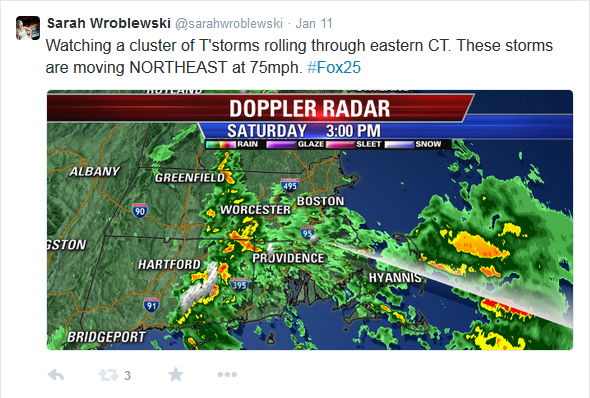 Sarah Wroblewski @sarahwroblewski · Jan 11
Watching a cluster of T'storms rolling through eastern CT. These storms
are moving NORTHEAST at 75mph. #Fox25
RUTLAND
DOPPLER RADAR
SATURDAY 3:00 PM
RAIN GLAZE SLEET SNOW
ALBANY
GREENFIELD
495
90
WORCESTER
BOSTON
95
GSTON
PROVIDENCE
HARTFORD
HYANNIS
395
91
BRIDGEPORT
3